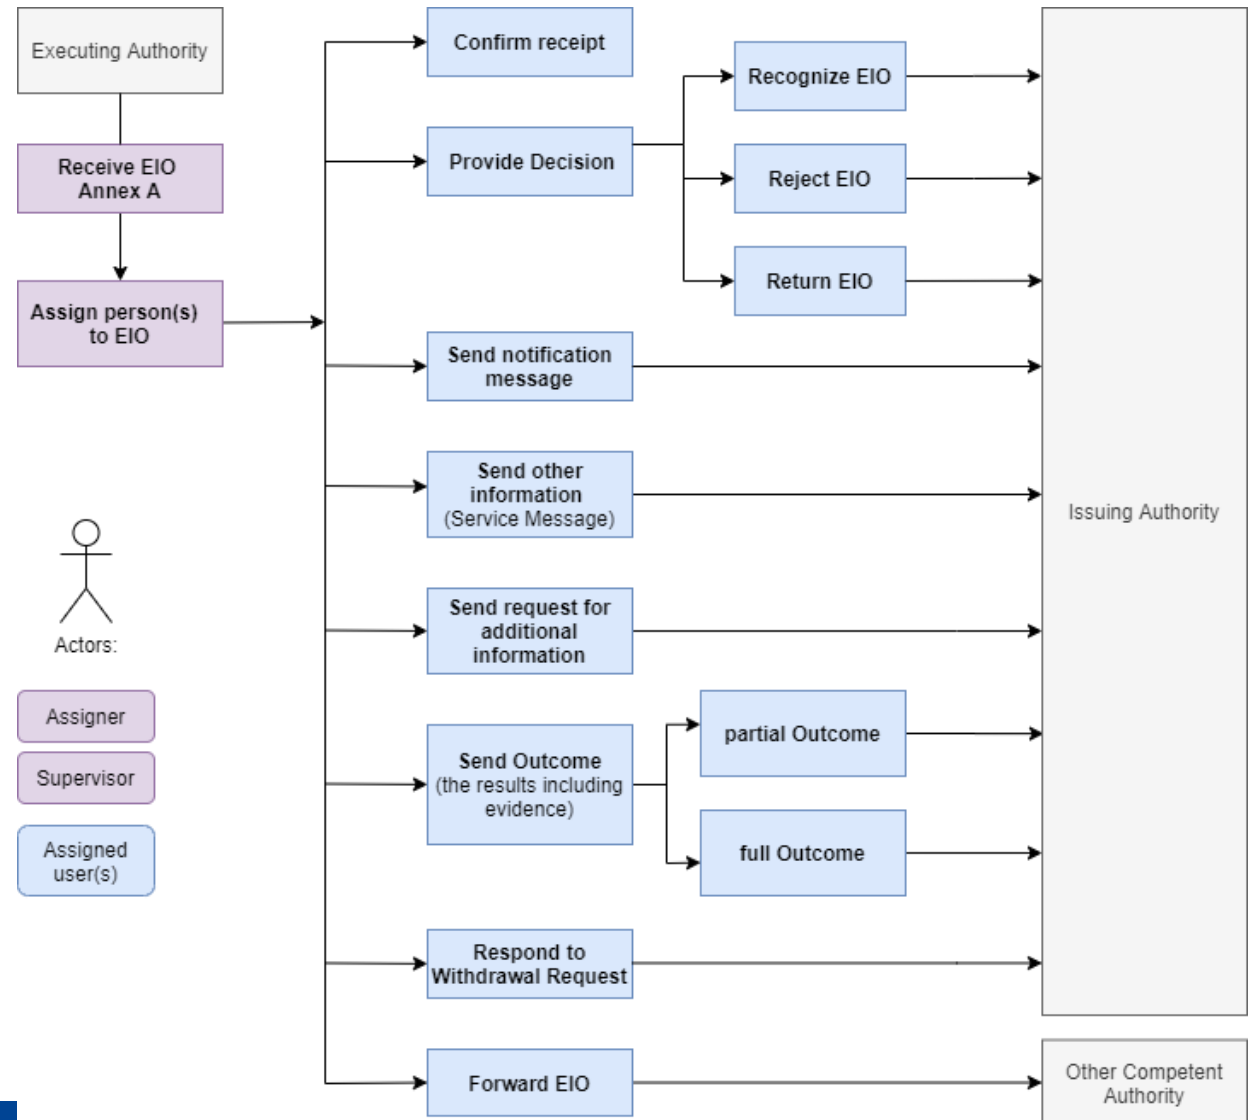 Executing Authority
Receive EIO
Annex A
Assign person(s)
to EIO
Actors:
Assigner
Supervisor
Assigned
user(s)
Confirm receipt
Provide Decision
Recognize EIO
Reject EIO
Return EIO
Send notification
message
Send other
information
(Service Message)
Send request for
additional
information
Send Outcome
(the results including
evidence)
partial Outcome
full Outcome
Respond to
Withdrawal Request
Forward EIO
Issuing Authority
Other Competent
Authority